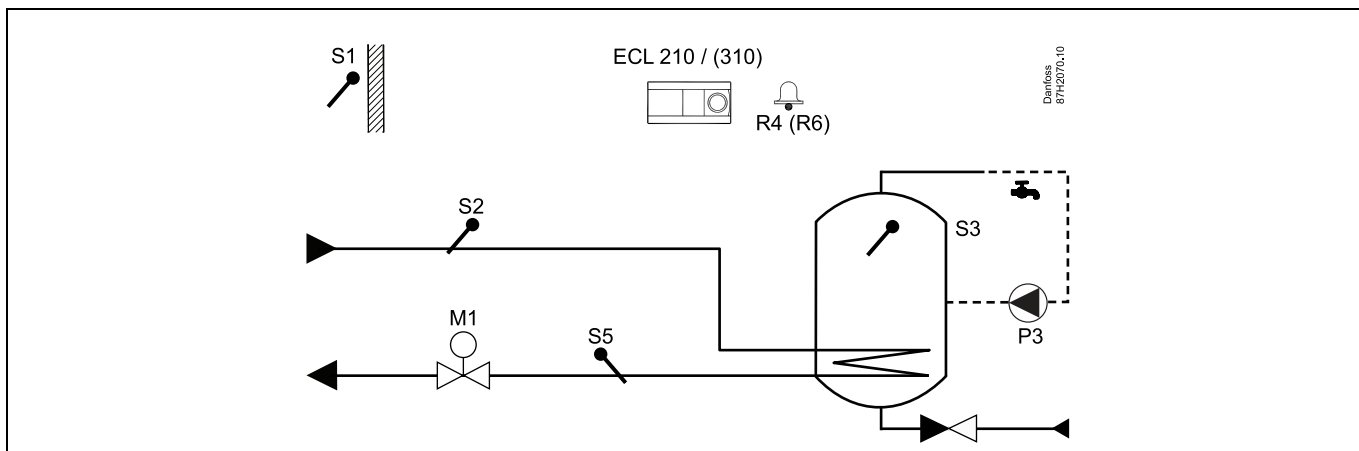 S1
ECL 210 / (310)
R4 (R6)
Danfoss
87H2070.10
S2
S3
M1
S5
P3